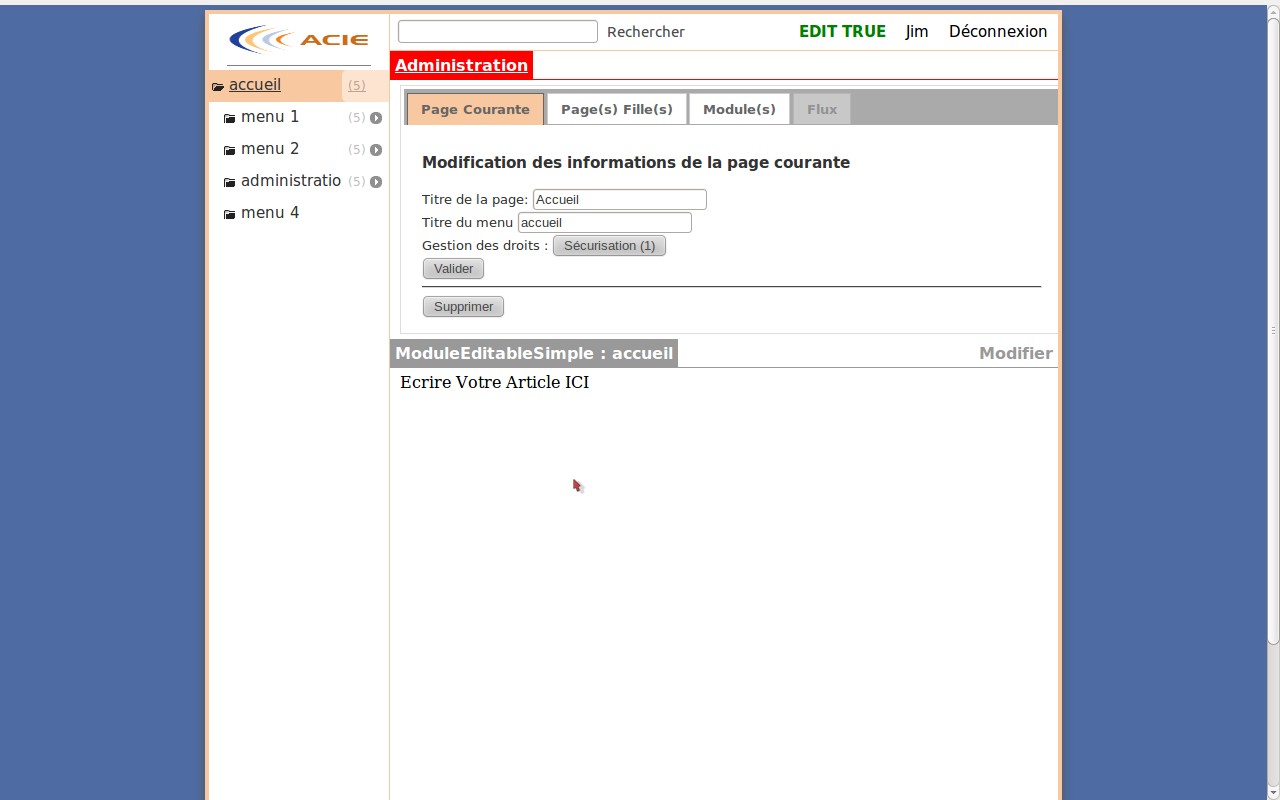 ACIE
Rechercher
EDIT TRUE Jim Déconnexion
Administration
accueil (5)
menu 1 (5)
menu 2 (5)
administratio (5)
menu 4
Page Courante Page(s) Fille(s) Module(s) Flux
Modification des informations de la page courante
Titre de la page: Accueil
Titre du menu accueil
Gestion des droits : Sécurisation (1)
Valider
Supprimer
ModuleEditableSimple : accueil Modifier
Ecrire Votre Article ICI